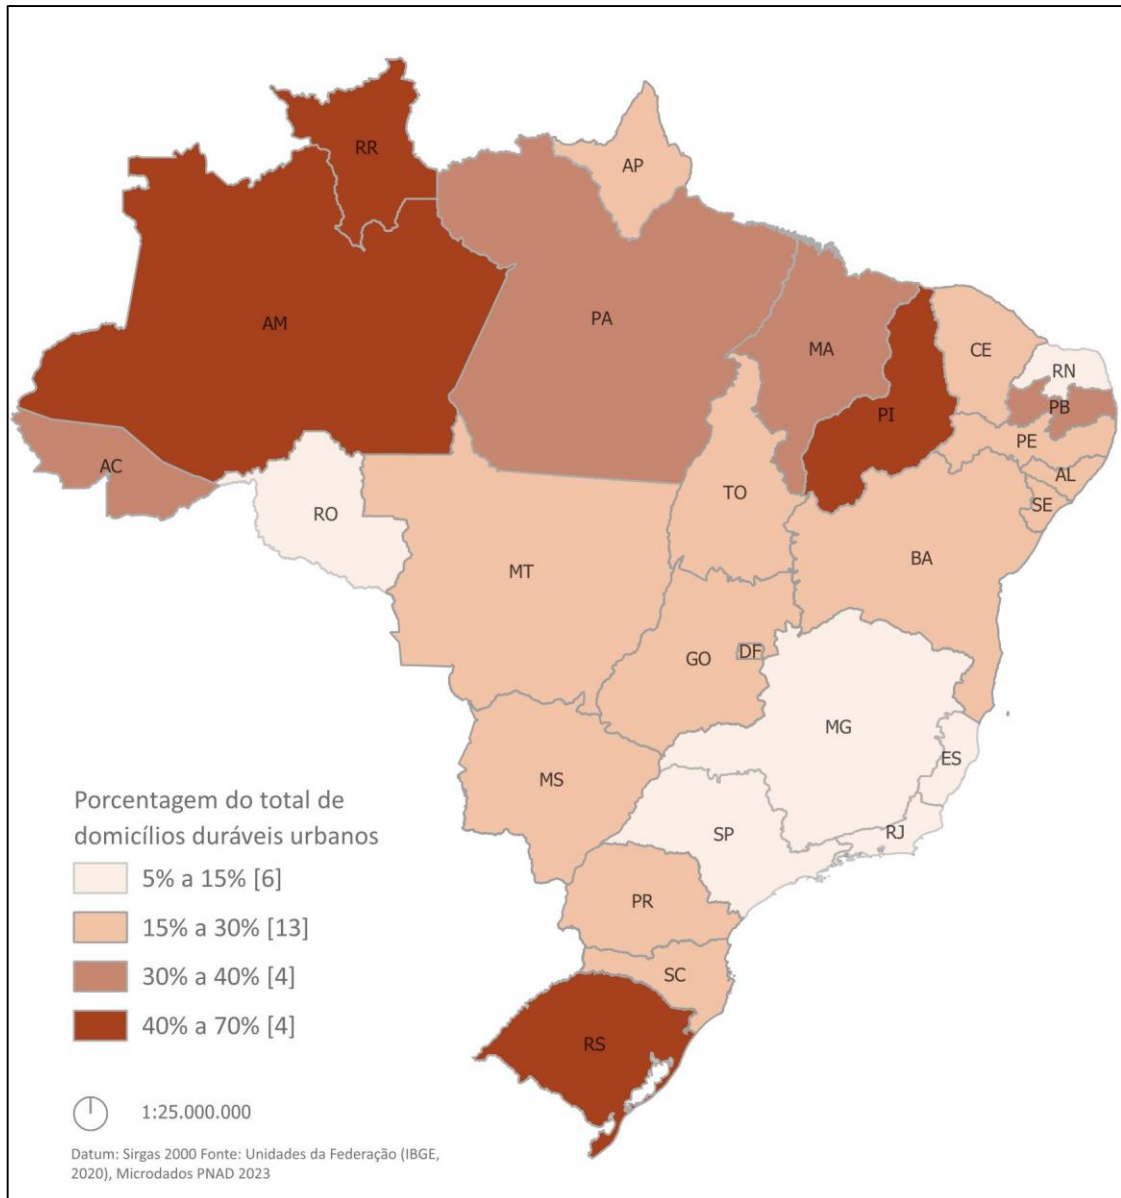 RR
AP
AM
PA
MA
CE
RN
PI
PB
PE
AC
AL
TO
SE
RO
BA
MT
GO
DF
MG
ES
MS
SP
RJ
PR
SC
RS
Porcentagem do total de
domicílios duráveis urbanos
5% a 15% [6]
15% a 30% [13]
30% a 40% [4]
40% a 70% [4]
1:25.000.000
Datum: Sirgas 2000 Fonte: Unidades da Federação (IBGE,
2020), Microdados PNAD 2023